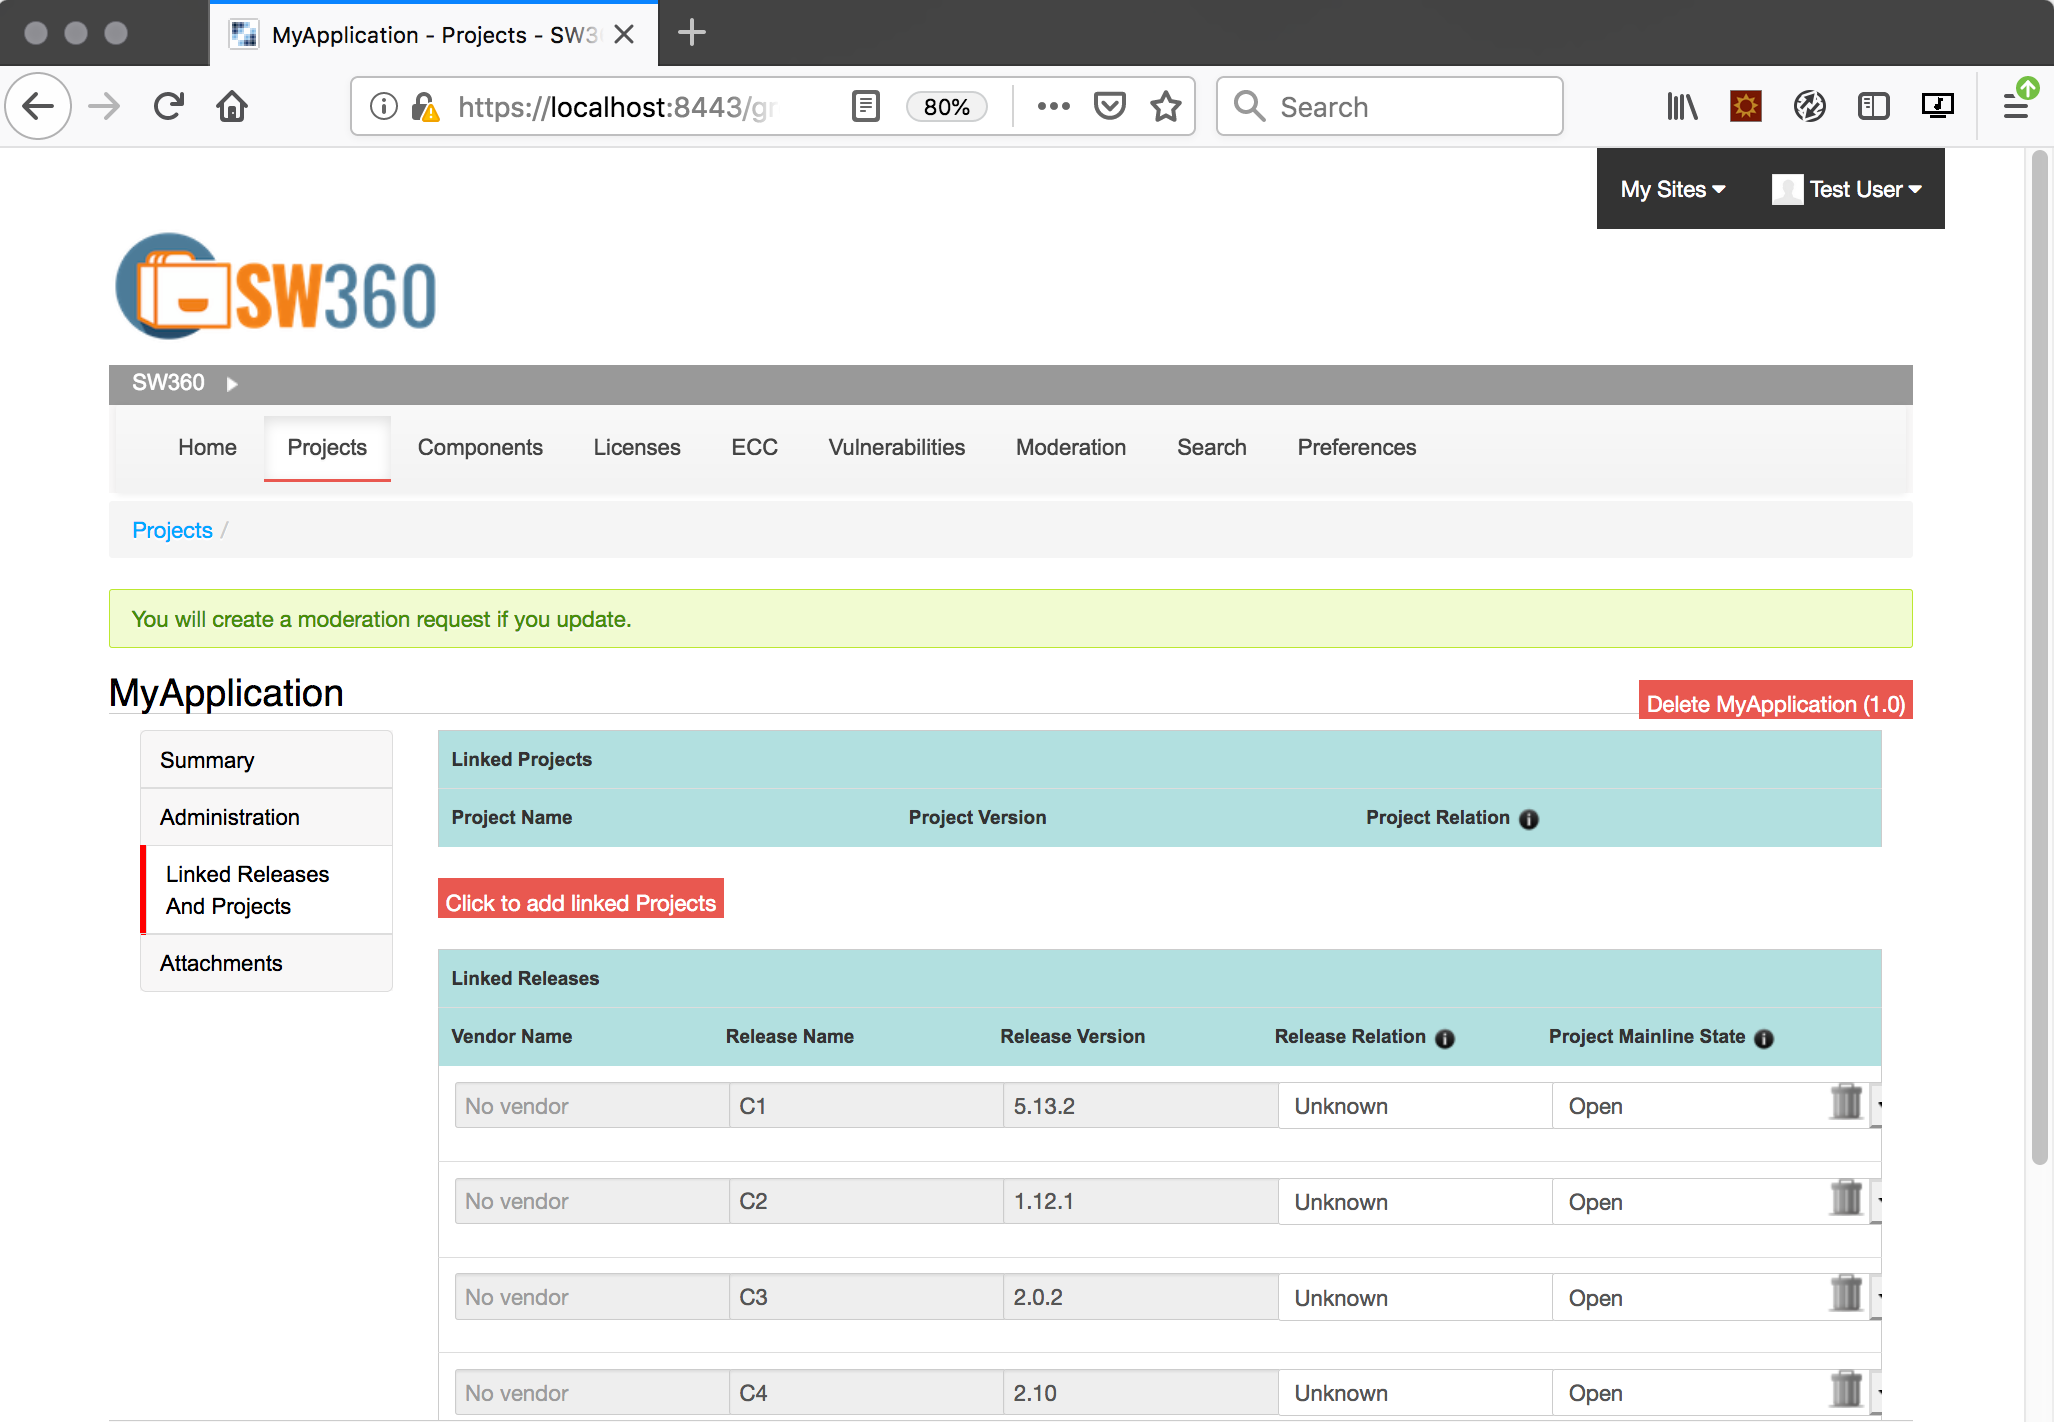 MyApplication - Projects - SW3
https://localhost:8443/gr
80%
Search
My Sites
Test User
SW360
SW360
Home Projects Components Licenses ECC Vulnerabilities Moderation Search Preferences
Projects /
You will create a moderation request if you update.
MyApplication
Delete MyApplication (1.0)
Summary
Administration
Linked Releases
And Projects
Attachments
Linked Projects
Project Name Project Version Project Relation
Click to add linked Projects
Linked Releases
Vendor Name Release Name Release Version Release Relation Project Mainline State
No vendor C1 5.13.2 Unknown Open
No vendor C2 1.12.1 Unknown Open
No vendor C3 2.0.2 Unknown Open
No vendor C4 2.10 Unknown Open